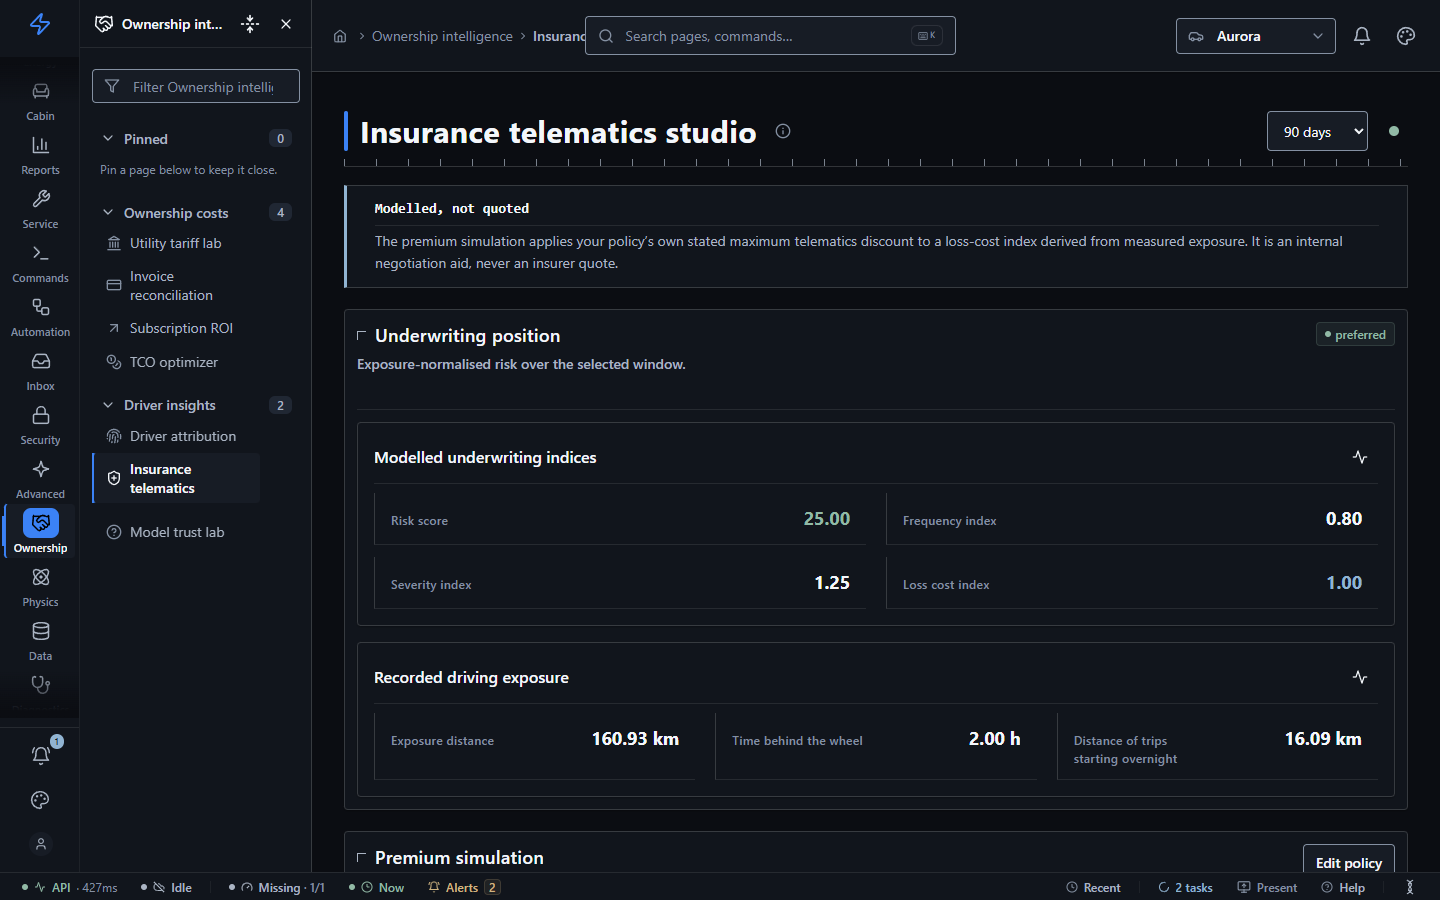 Ownership int...
Ownership intelligence
Insuranc
Search pages, commands...
K
Aurora
Cabin
Reports
Service
Commands
Automation
Inbox
Security
Advanced
Ownership
Physics
Data
1
Filter Ownership intelli
Pinned
0
Pin a page below to keep it close.
Ownership costs
4
Utility tariff lab
Invoice
reconciliation
Subscription ROI
TCO optimizer
Driver insights
2
Driver attribution
Insurance
telematics
Model trust lab
Insurance telematics studio
90 days
Modelled, not quoted
The premium simulation applies your policy's own stated maximum telematics discount to a loss-cost index derived from measured exposure. It is an internal
negotiation aid, never an insurer quote.
Underwriting position
preferred
Exposure-normalised risk over the selected window.
Modelled underwriting indices
Risk score
25.00
Frequency index
0.80
Severity index
1.25
Loss cost index
1.00
Recorded driving exposure
Exposure distance
160.93 km
Time behind the wheel
2.00 h
Distance of trips
starting overnight
16.09 km
Premium simulation
Edit policy
API · 427ms
Idle
Missing · 1/1
Now
Alerts 2
Recent
2 tasks
Present
Help